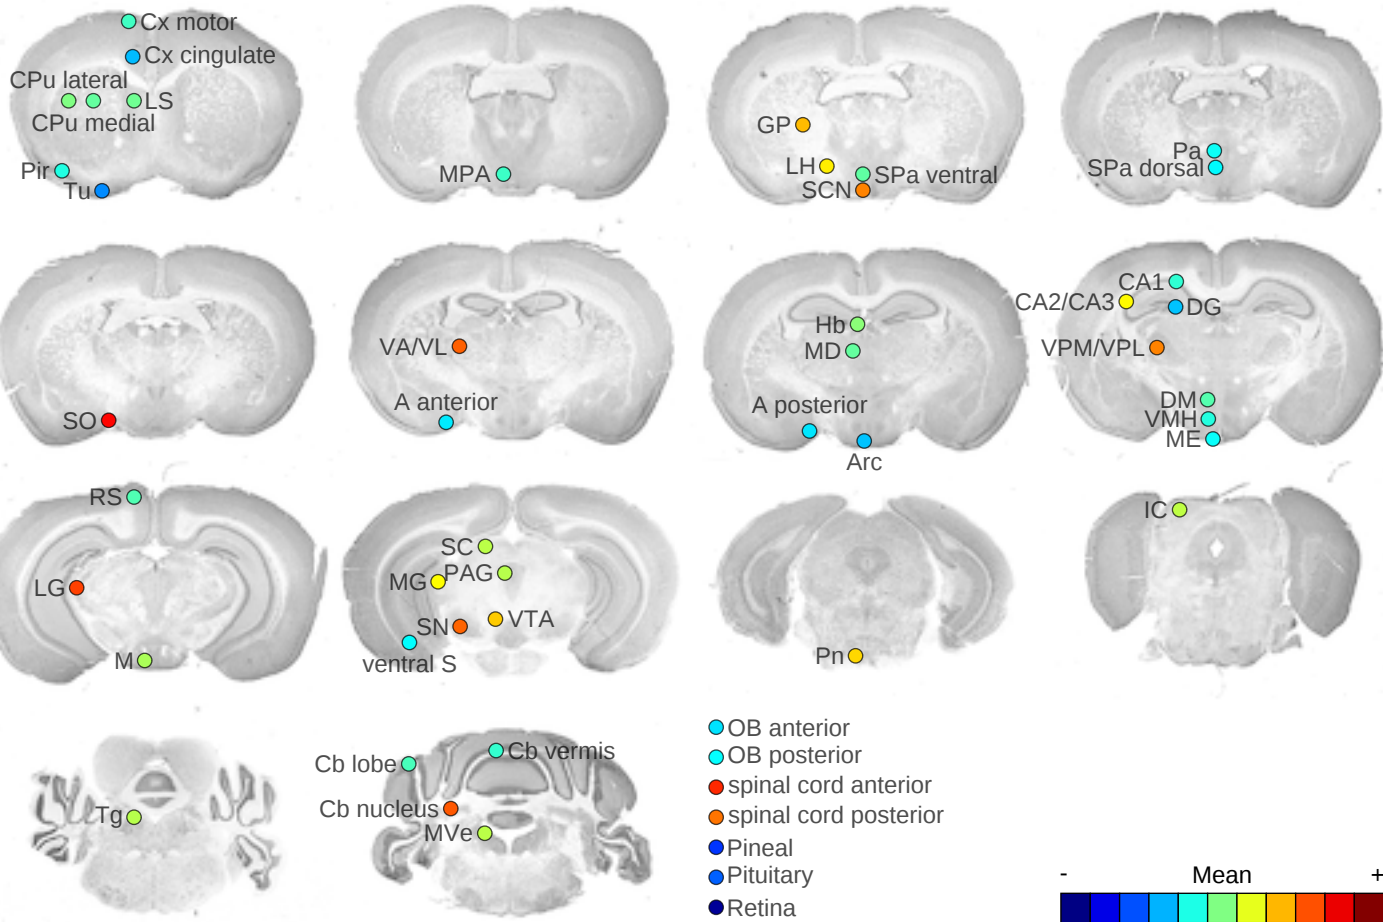 Cx motor
Cx cingulate
CPu lateral
LS
CPu medial
Pir
Tu
MPA
GP
LH
SPa ventral
SCN
Pa
SPa dorsal
SO
VA/VL
A anterior
Hb
MD
A posterior
Arc
CA1
CA2/CA3
DG
VPM/VPL
DM
VMH
ME
RS
LG
M
SC
PAG
MG
VTA
SN
ventral S
Pn
IC
Tg
Cb vermis
Cb lobe
Cb nucleus
MVe
OB anterior
OB posterior
spinal cord anterior
spinal cord posterior
Pineal
Pituitary
Retina
- Mean +